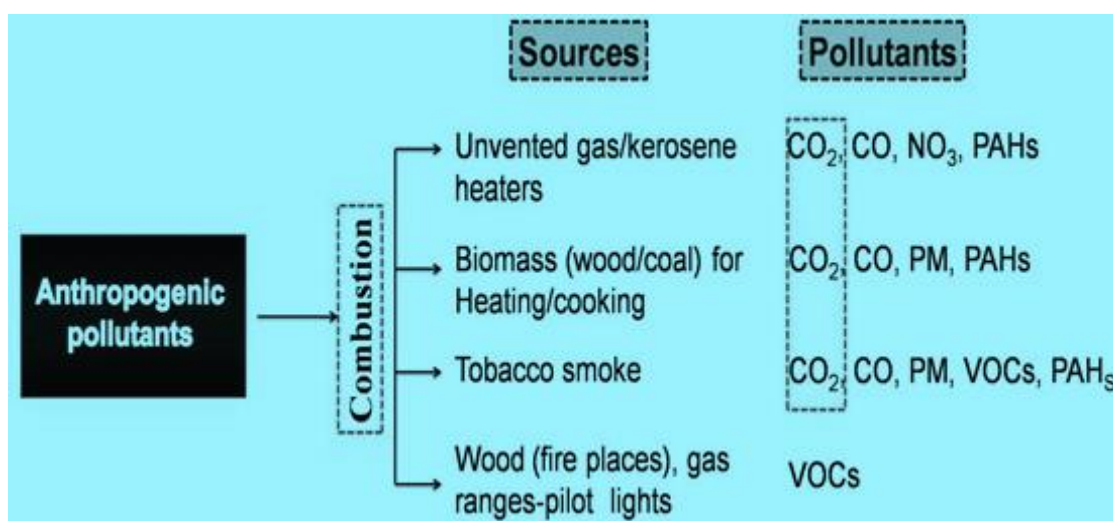 Sources
Pollutants
Anthropogenic
pollutants
Combustion
Unvented gas/kerosene
heaters
CO₂, CO, NO₃, PAHs
Biomass (wood/coal) for
Heating/cooking
CO₂, CO, PM, PAHs
Tobacco smoke
CO₂, CO, PM, VOCs, PAHs
Wood (fire places), gas
ranges-pilot lights
VOCs